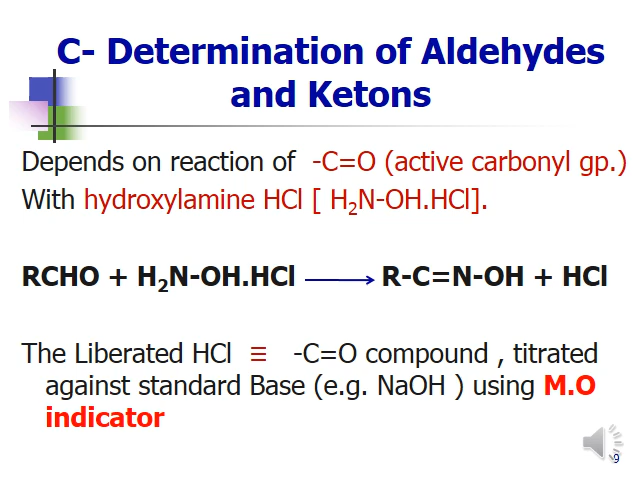 C- Determination of Aldehydes
and Ketons
Depends on reaction of -C=O (active carbonyl gp.)
With hydroxylamine HCl [ H₂N-OH.HCl].
RCHO + H₂N-OH.HCl ⟶ R-C=N-OH + HCl
The Liberated HCl ≡ -C=O compound , titrated
against standard Base (e.g. NaOH ) using M.O
indicator
9